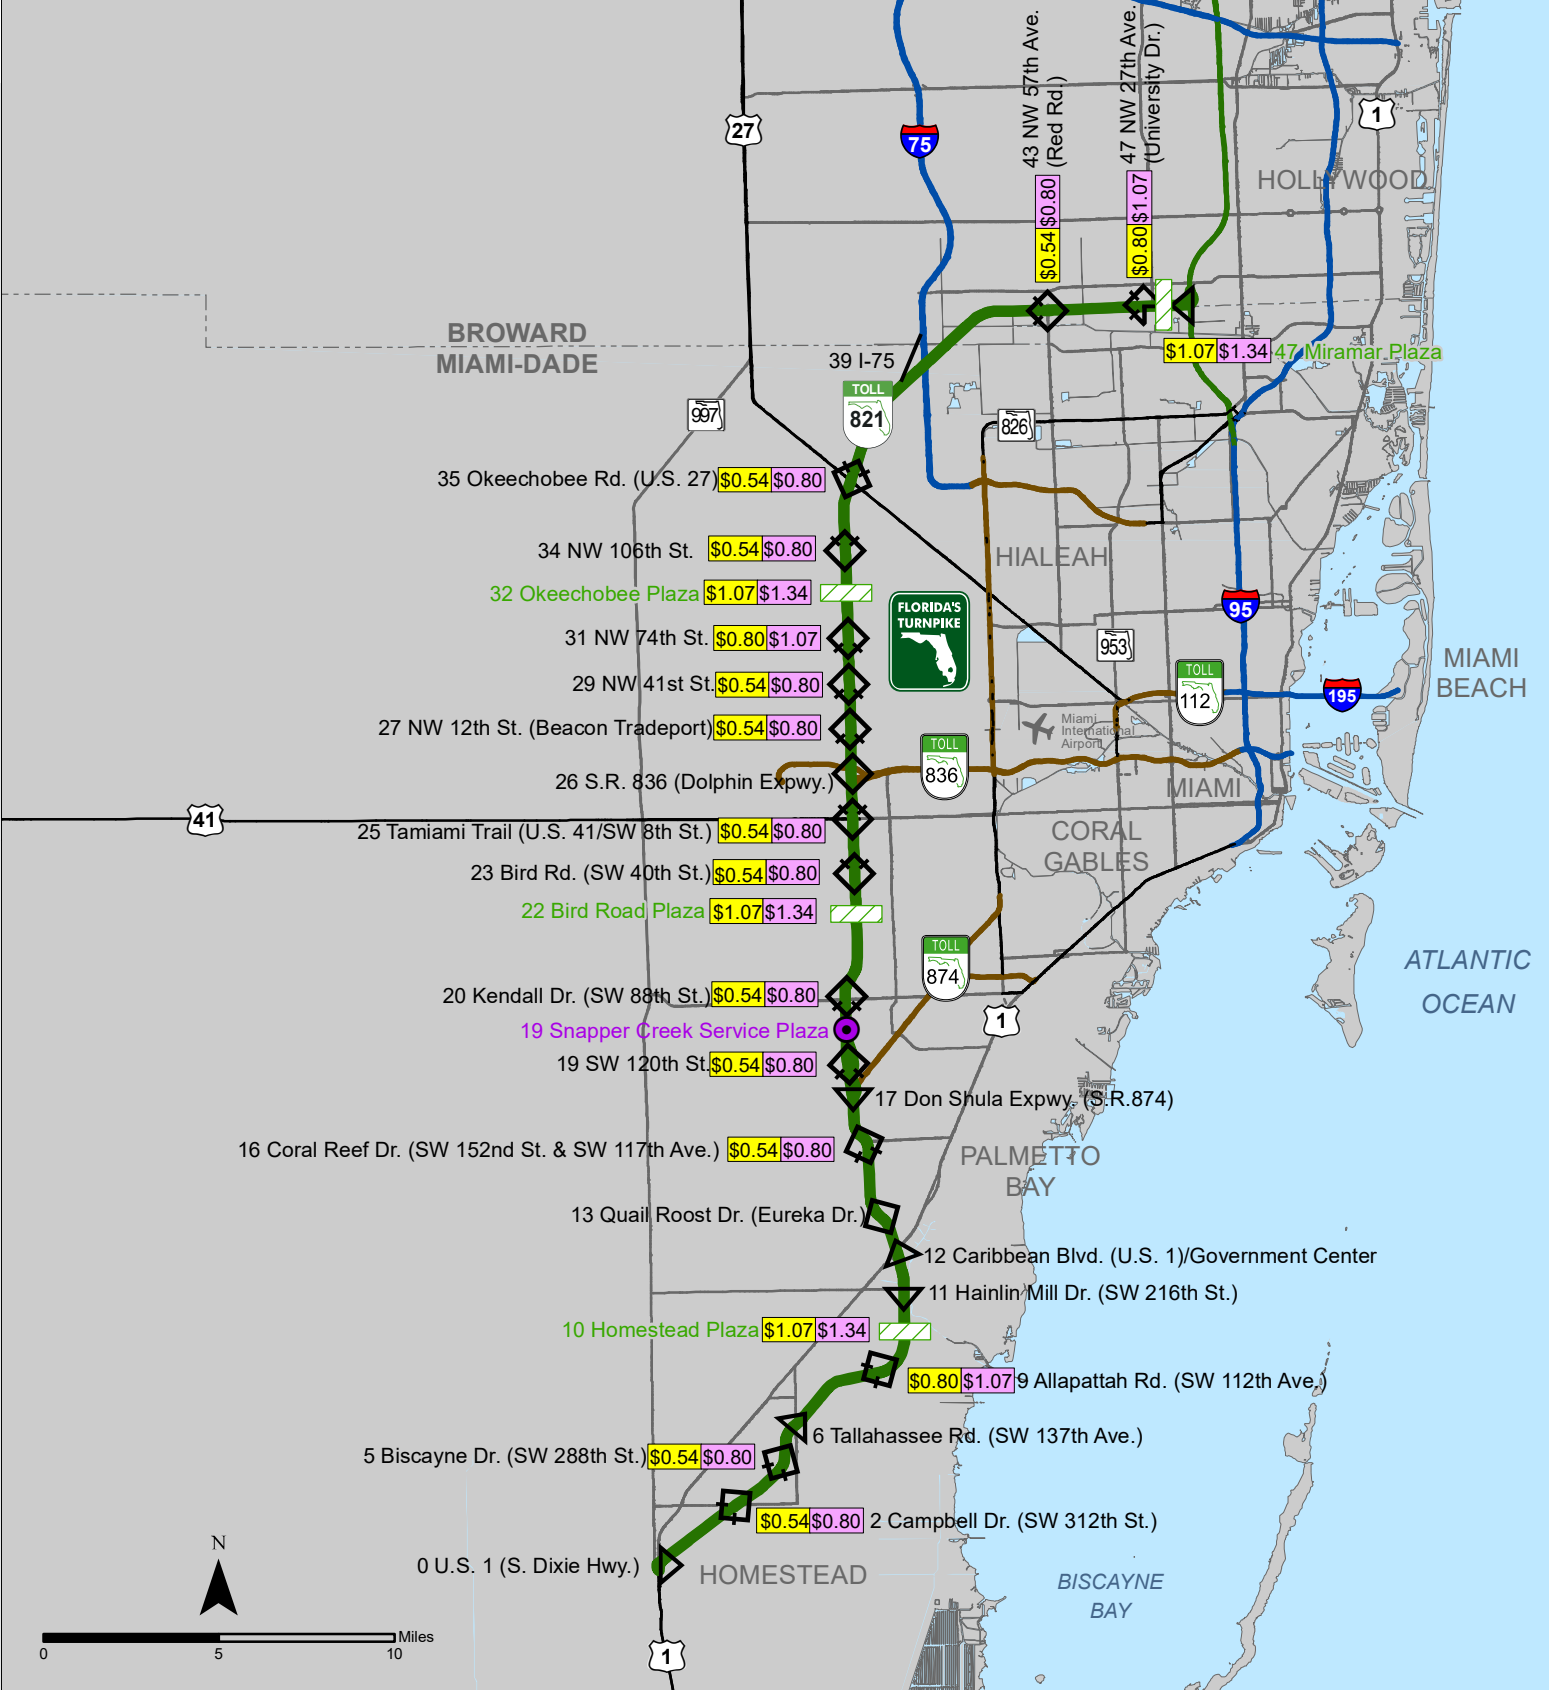 43 NW 57th Ave.
(Red Rd.)
47 NW 27th Ave.
(University Dr.)
27
75
1
HOLLYWOOD
$0.54 $0.80
$0.80 $1.07
BROWARD
MIAMI-DADE
$1.07 $1.34 47 Miramar Plaza
39 I-75
TOLL
821
997
826
35 Okeechobee Rd. (U.S. 27) $0.54 $0.80
34 NW 106th St. $0.54 $0.80
HIALEAH
32 Okeechobee Plaza $1.07 $1.34
FLORIDA'S
TURNPIKE
95
31 NW 74th St. $0.80 $1.07
953
MIAMI
BEACH
29 NW 41st St. $0.54 $0.80
TOLL
112
195
27 NW 12th St. (Beacon Tradeport) $0.54 $0.80
Miami
International
Airport
TOLL
836
26 S.R. 836 (Dolphin Expwy.)
MIAMI
41
25 Tamiami Trail (U.S. 41/SW 8th St.) $0.54 $0.80
CORAL
GABLES
23 Bird Rd. (SW 40th St.) $0.54 $0.80
22 Bird Road Plaza $1.07 $1.34
TOLL
874
ATLANTIC
OCEAN
20 Kendall Dr. (SW 88th St.) $0.54 $0.80
1
19 Snapper Creek Service Plaza
19 SW 120th St. $0.54 $0.80
17 Don Shula Expwy. (S.R.874)
16 Coral Reef Dr. (SW 152nd St. & SW 117th Ave.) $0.54 $0.80
PALMETTO
BAY
13 Quail Roost Dr. (Eureka Dr.)
12 Caribbean Blvd. (U.S. 1)/Government Center
11 Hainlin Mill Dr. (SW 216th St.)
10 Homestead Plaza $1.07 $1.34
$0.80 $1.07 9 Allapattah Rd. (SW 112th Ave.)
6 Tallahassee Rd. (SW 137th Ave.)
5 Biscayne Dr. (SW 288th St.) $0.54 $0.80
$0.54 $0.80 2 Campbell Dr. (SW 312th St.)
0 U.S. 1 (S. Dixie Hwy.)
HOMESTEAD
BISCAYNE
BAY
N
Miles
0 5 10
1